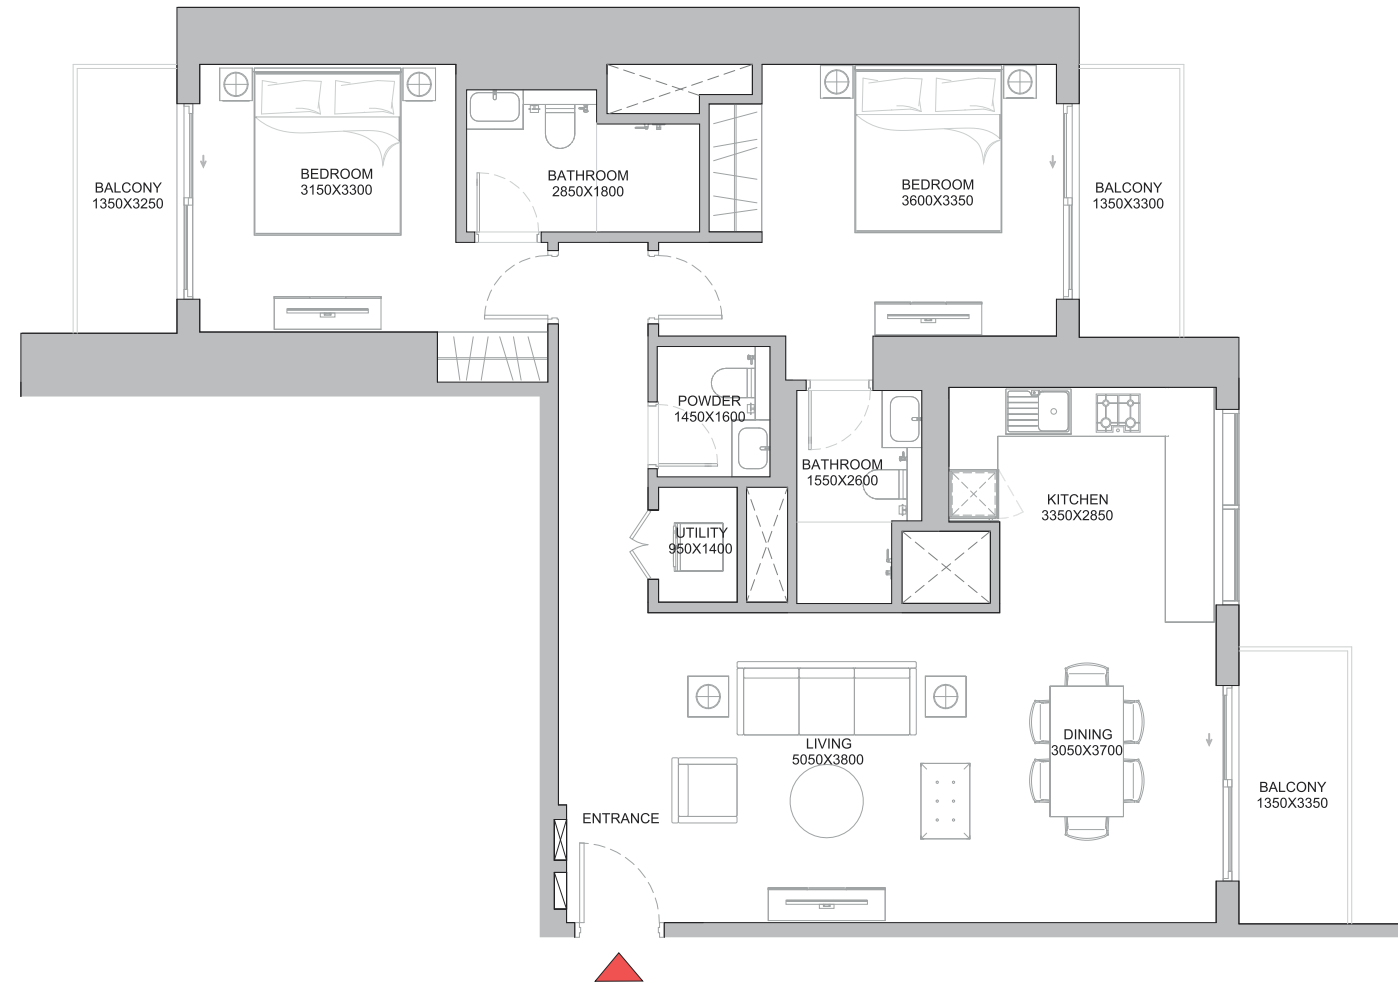 BEDROOM
3150X3300
BATHROOM
2850X1800
BEDROOM
3600X3350
BALCONY
1350X3250
BALCONY
1350X3300
POWDER
1450X1600
BATHROOM
1550X2600
KITCHEN
3350X2850
UTILITY
950X1400
LIVING
5050X3800
DINING
3050X3700
BALCONY
1350X3350
ENTRANCE